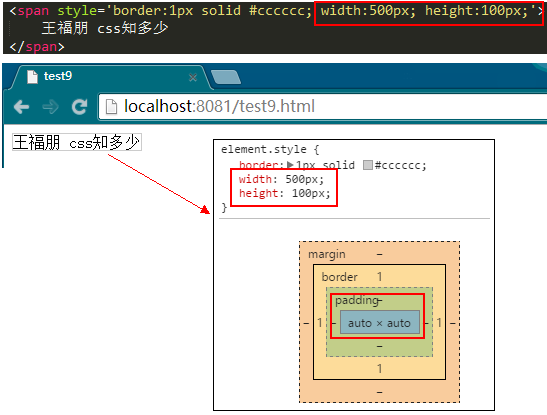 <span style='border:1px solid #cccccc; width:500px; height:100px;'>
王福朋 css知多少
</span>
test9
localhost:8081/test9.html
王福朋 css知多少
element.style {
border: 1px solid #cccccc;
width: 500px;
height: 100px;
}
margin –
border 1
padding –
– 1 – auto × auto – 1 –
–
1
–